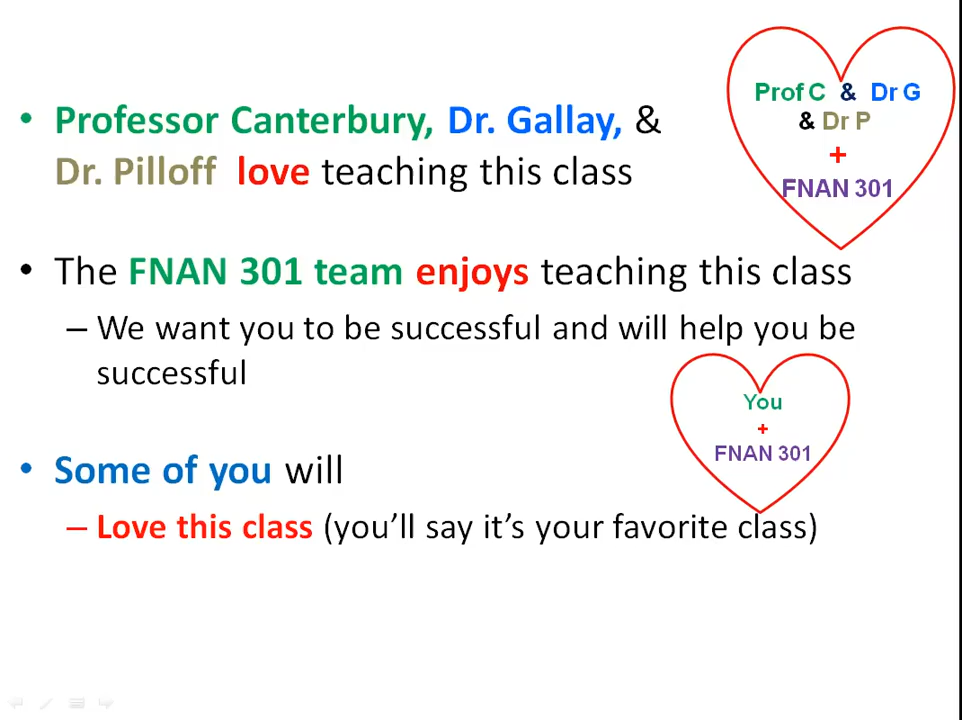 • Professor Canterbury, Dr. Gallay, &
Dr. Pilloff love teaching this class
Prof C & Dr G
& Dr P
+
FNAN 301
• The FNAN 301 team enjoys teaching this class
– We want you to be successful and will help you be
successful
You
+
FNAN 301
• Some of you will
– Love this class (you’ll say it’s your favorite class)